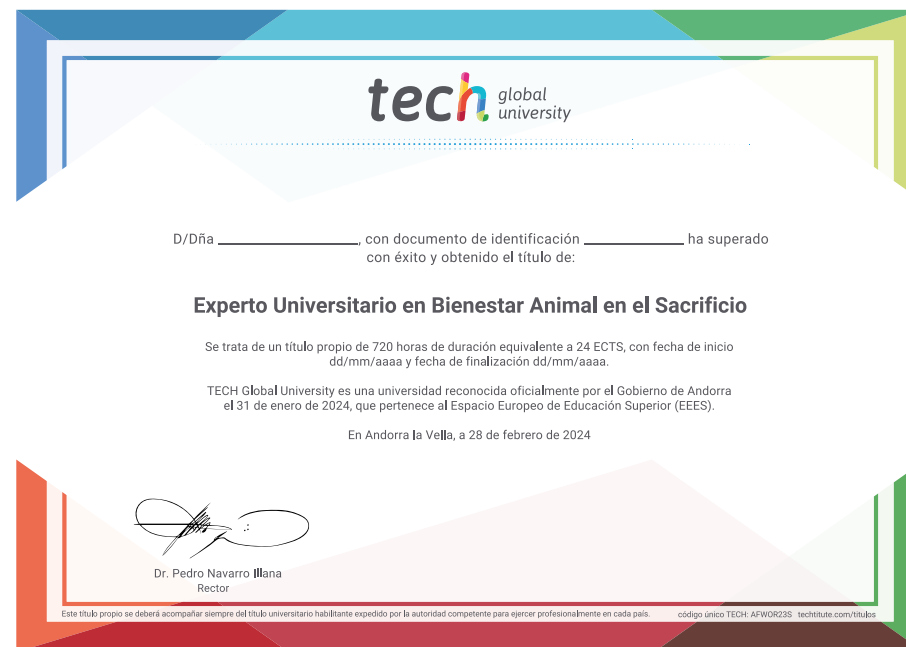 tech global university
D/Dña ____________________, con documento de identificación ______________ ha superado
con éxito y obtenido el título de:
Experto Universitario en Bienestar Animal en el Sacrificio
Se trata de un título propio de 720 horas de duración equivalente a 24 ECTS, con fecha de inicio
dd/mm/aaaa y fecha de finalización dd/mm/aaaa.
TECH Global University es una universidad reconocida oficialmente por el Gobierno de Andorra
el 31 de enero de 2024, que pertenece al Espacio Europeo de Educación Superior (EEES).
En Andorra la Vella, a 28 de febrero de 2024
Dr. Pedro Navarro Illana
Rector
Este título propio se deberá acompañar siempre del título universitario habilitante expedido por la autoridad competente para ejercer profesionalmente en cada país. código único TECH: AFWOR23S techtitute.com/titulos